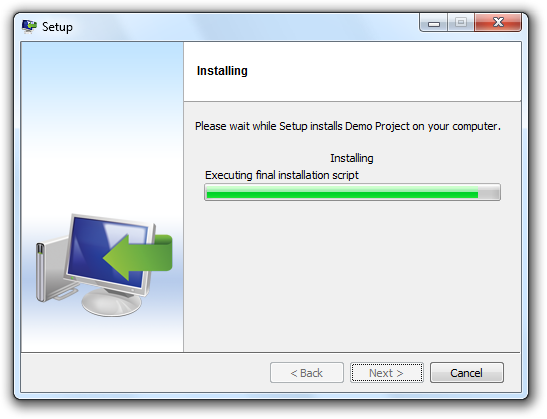 Setup
Installing
Please wait while Setup installs Demo Project on your computer.
Installing
Executing final installation script
< Back
Next >
Cancel